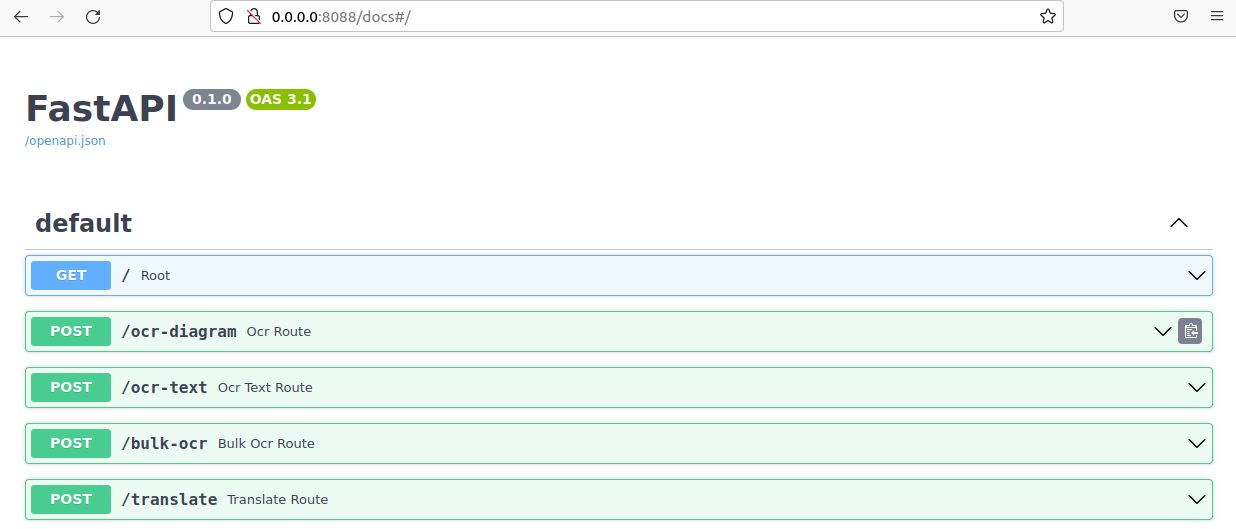 0.0.0.0:8088/docs#/
FastAPI 0.1.0 OAS 3.1
/openapi.json
default
GET / Root
POST /ocr-diagram Ocr Route
POST /ocr-text Ocr Text Route
POST /bulk-ocr Bulk Ocr Route
POST /translate Translate Route